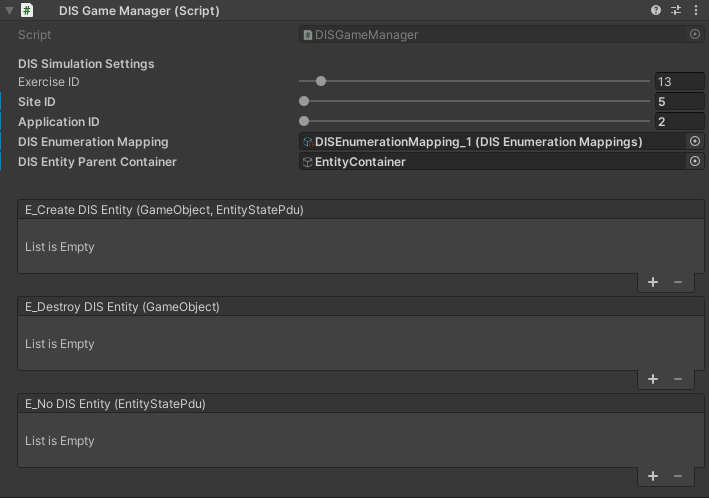 DIS Game Manager (Script)
Script DISGameManager
DIS Simulation Settings
Exercise ID 13
Site ID 5
Application ID 2
DIS Enumeration Mapping DISEnumerationMapping_1 (DIS Enumeration Mappings)
DIS Entity Parent Container EntityContainer
E_Create DIS Entity (GameObject, EntityStatePdu)
List is Empty
E_Destroy DIS Entity (GameObject)
List is Empty
E_No DIS Entity (EntityStatePdu)
List is Empty